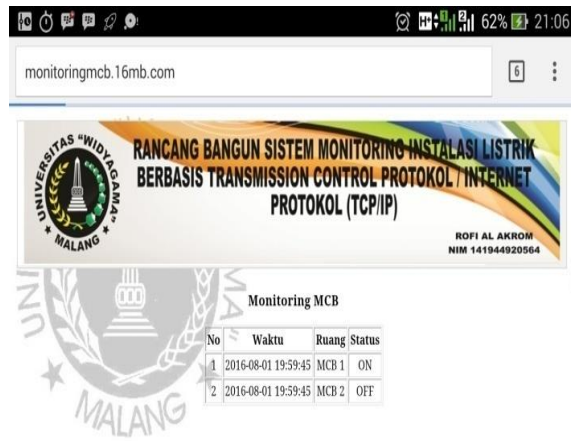 62% 21:06
monitoringmcb.16mb.com
6
UNIVERSITAS "WIDYAGAMA" MALANG
RANCANG BANGUN SISTEM MONITORING INSTALASI LISTRIK
BERBASIS TRANSMISSION CONTROL PROTOKOL / INTERNET
PROTOKOL (TCP/IP)
ROFI AL AKROM
NIM 141944920564
Monitoring MCB
No Waktu Ruang Status
1 2016-08-01 19:59:45 MCB 1 ON
2 2016-08-01 19:59:45 MCB 2 OFF
MALANG